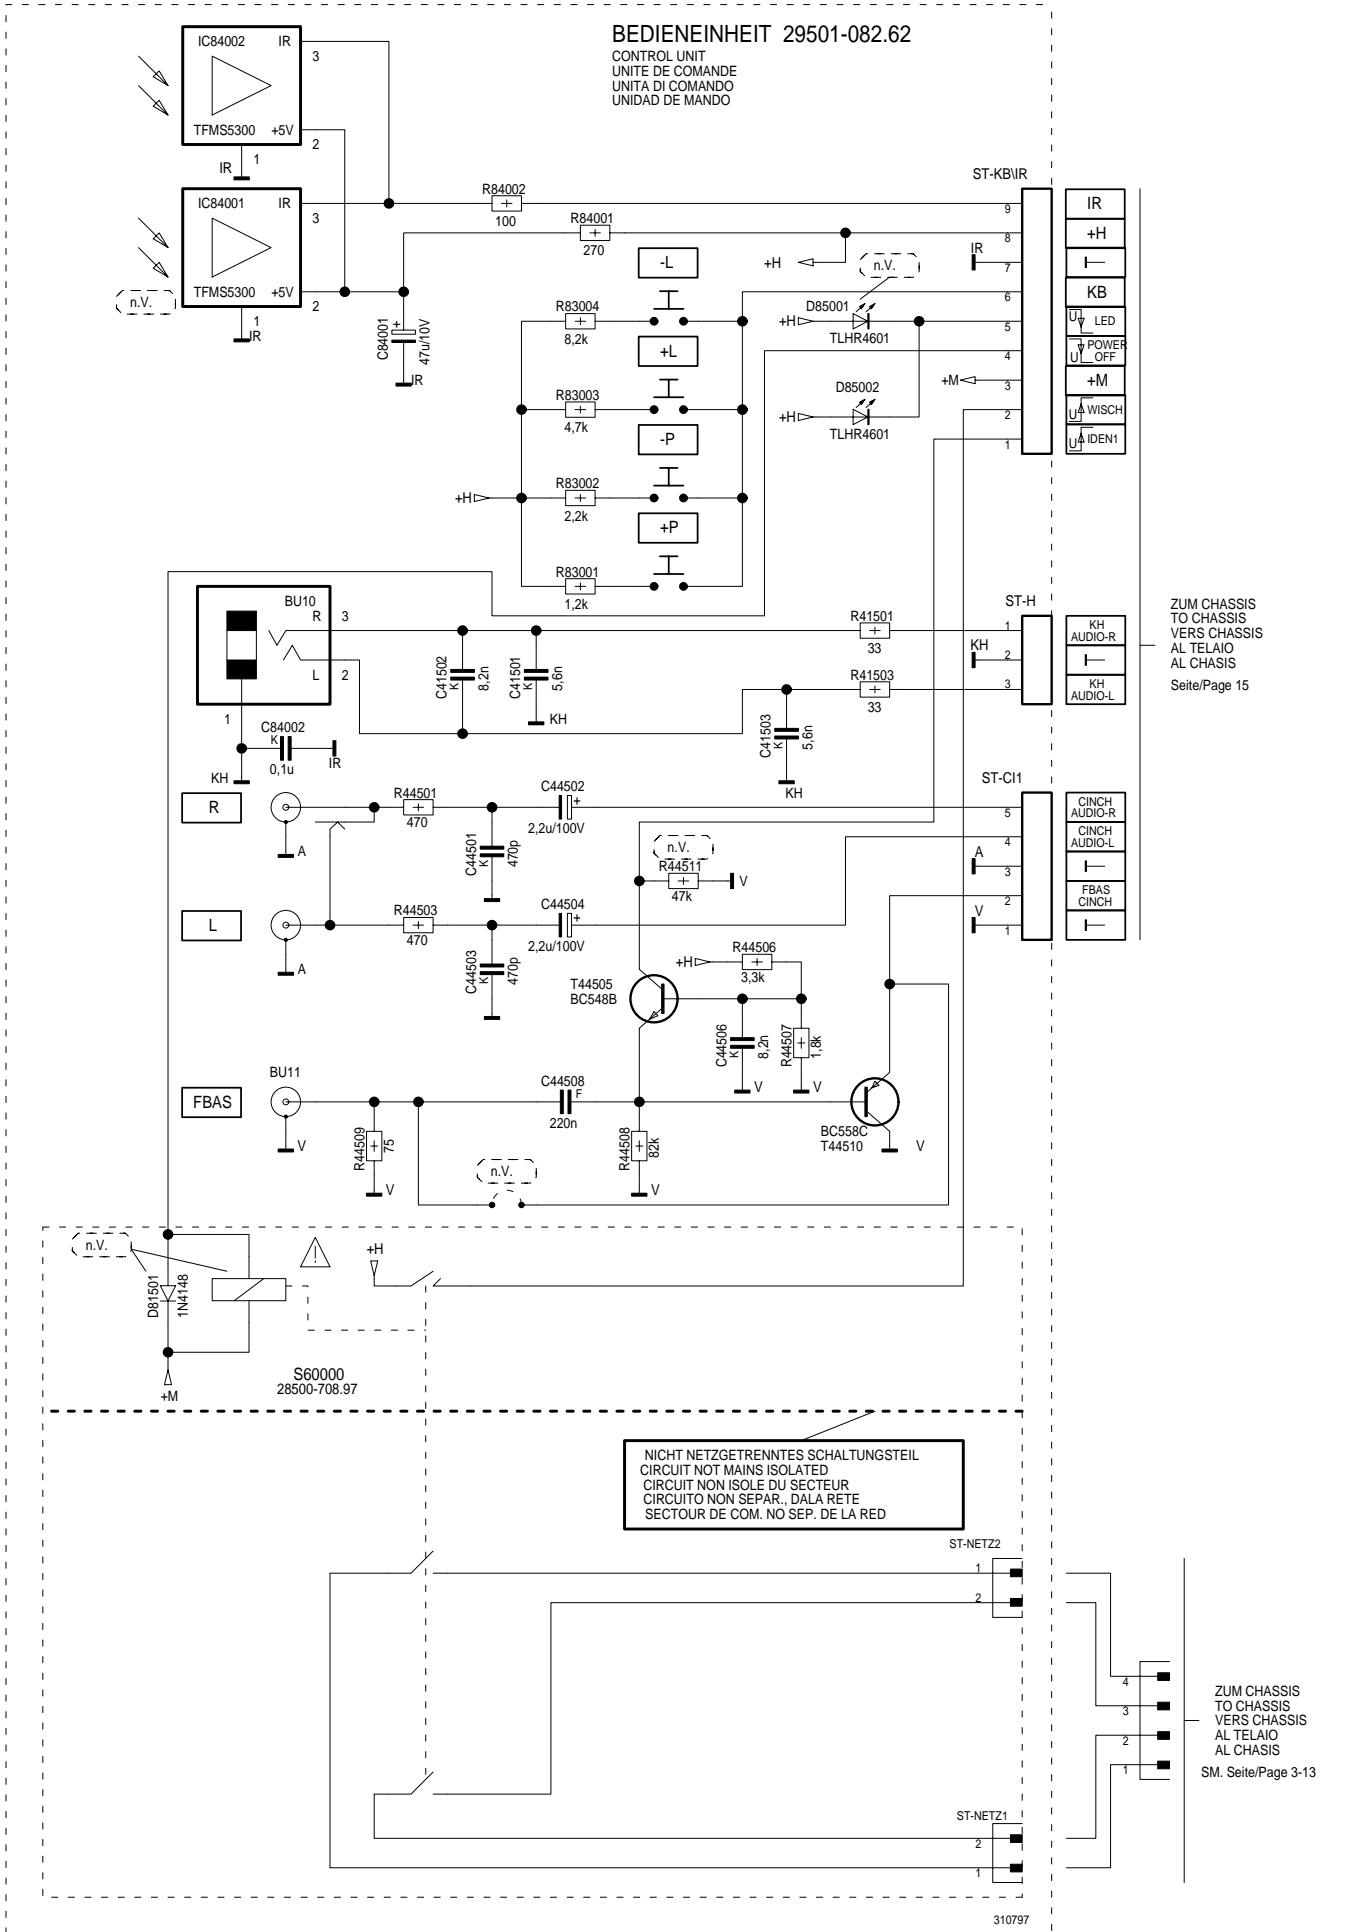 BEDIENEINHEIT 29501-082.62
CONTROL UNIT
UNITE DE COMANDE
UNITA DI COMANDO
UNIDAD DE MANDO
IC84002
IR
3
TFMS5300
+5V
2
1
IR
IC84001
IR
3
TFMS5300
+5V
2
n.V.
1
IR
R84002
100
R84001
270
C84001
+
47u/10V
IR
-L
R83004
8,2k
+L
R83003
4,7k
-P
+H
R83002
2,2k
+P
R83001
1,2k
+H
n.V.
D85001
+H
TLHR4601
D85002
+H
TLHR4601
+M
IR
ST-KB\IR
9
8
7
6
5
4
3
2
1
IR
+H
KB
U LED
U POWER OFF
+M
U WISCH
U IDEN1
BU10
R
3
L
2
1
C84002
K
0,1u
IR
KH
C41502
K
8,2n
C41501
K
5,6n
KH
R41501
33
R41503
33
C41503
K
5,6n
KH
ST-H
1
KH
2
3
KH
AUDIO-R
KH
AUDIO-L
ZUM CHASSIS
TO CHASSIS
VERS CHASSIS
AL TELAIO
AL CHASIS
Seite/Page 15
R
A
R44501
470
C44501
K
470p
C44502
+
2,2u/100V
L
A
R44503
470
C44503
K
470p
C44504
+
2,2u/100V
n.V.
R44511
47k
V
ST-CI1
5
4
A
3
2
V
1
CINCH
AUDIO-R
CINCH
AUDIO-L
FBAS
CINCH
+H
R44506
3,3k
T44505
BC548B
C44506
K
8,2n
V
R44507
1,8k
V
FBAS
BU11
V
R44509
75
V
C44508
F
220n
R44508
82k
V
BC558C
T44510
V
n.V.
n.V.
D81501
1N4148
+M
+H
S60000
28500-708.97
NICHT NETZGETRENNTES SCHALTUNGSTEIL
CIRCUIT NOT MAINS ISOLATED
CIRCUIT NON ISOLE DU SECTEUR
CIRCUITO NON SEPAR., DALA RETE
SECTOUR DE COM. NO SEP. DE LA RED
ST-NETZ2
1
2
4
3
2
1
ZUM CHASSIS
TO CHASSIS
VERS CHASSIS
AL TELAIO
AL CHASIS
SM. Seite/Page 3-13
ST-NETZ1
2
1
310797